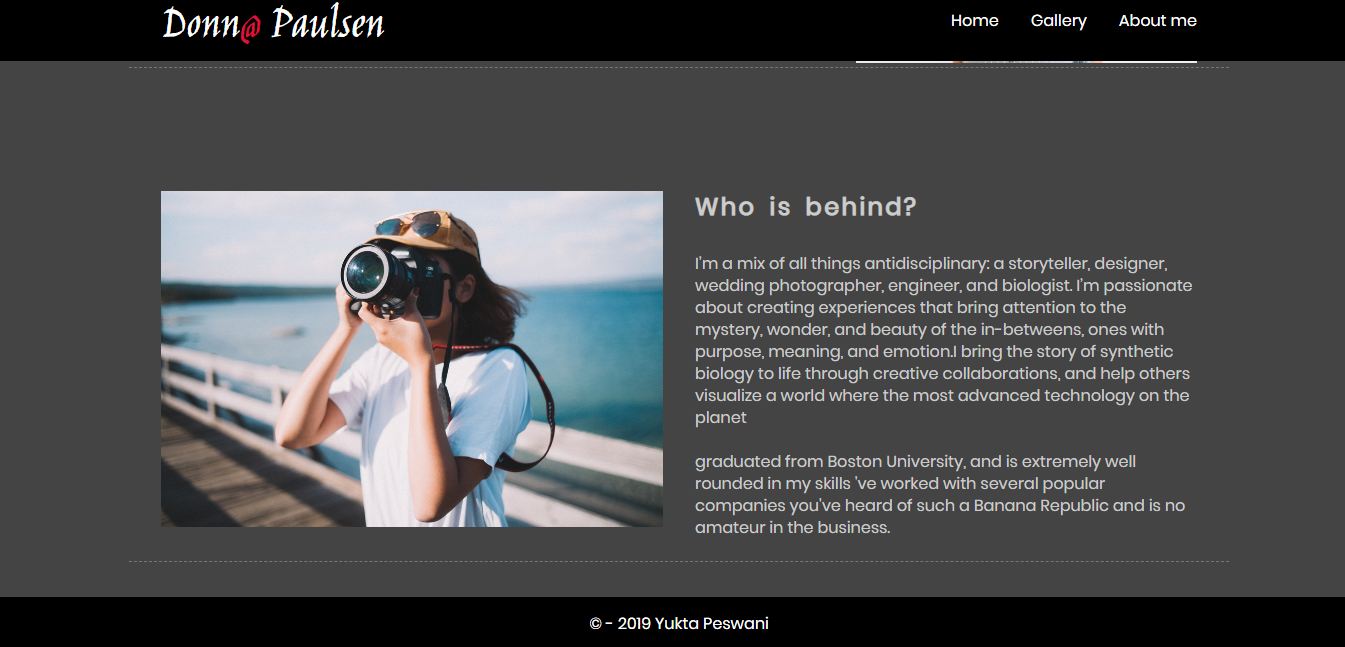 Donn@ Paulsen
Home Gallery About me
Who is behind?
I'm a mix of all things antidisciplinary: a storyteller, designer,
wedding photographer, engineer, and biologist. I'm passionate
about creating experiences that bring attention to the
mystery, wonder, and beauty of the in-betweens, ones with
purpose, meaning, and emotion.I bring the story of synthetic
biology to life through creative collaborations, and help others
visualize a world where the most advanced technology on the
planet
graduated from Boston University, and is extremely well
rounded in my skills 've worked with several popular
companies you've heard of such a Banana Republic and is no
amateur in the business.
© - 2019 Yukta Peswani